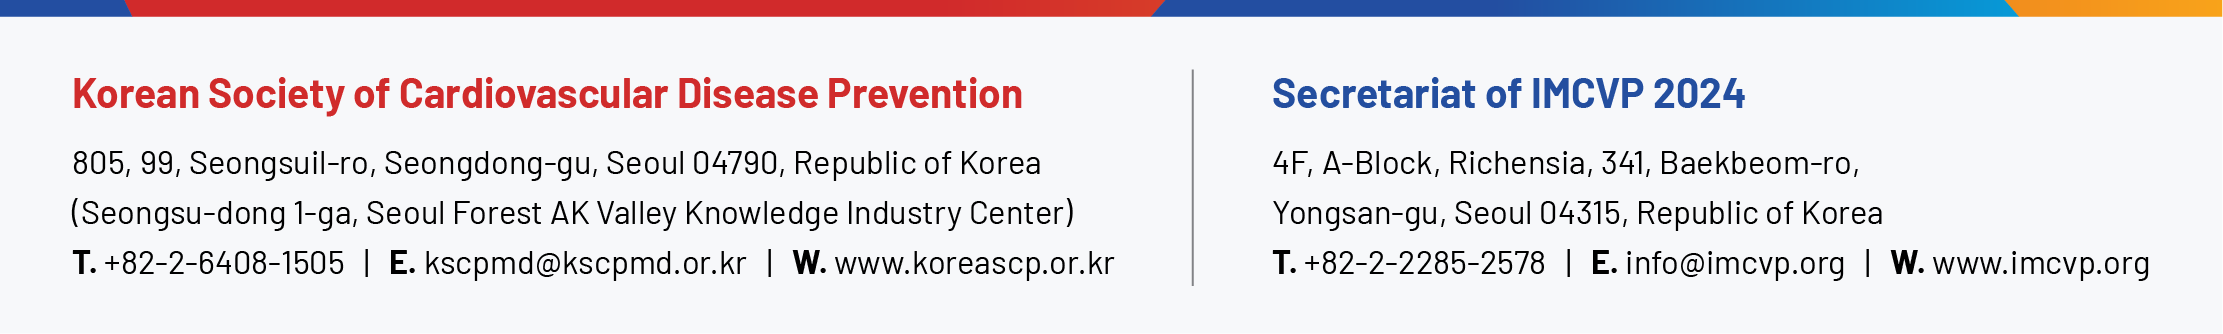 Korean Society of Cardiovascular Disease Prevention
805, 99, Seongsuil-ro, Seongdong-gu, Seoul 04790, Republic of Korea
(Seongsu-dong 1-ga, Seoul Forest AK Valley Knowledge Industry Center)
T. +82-2-6408-1505 | E. kscpmd@kscpmd.or.kr | W. www.koreascp.or.kr
Secretariat of IMCVP 2024
4F, A-Block, Richensia, 341, Baekbeom-ro,
Yongsan-gu, Seoul 04315, Republic of Korea
T. +82-2-2285-2578 | E. info@imcvp.org | W. www.imcvp.org